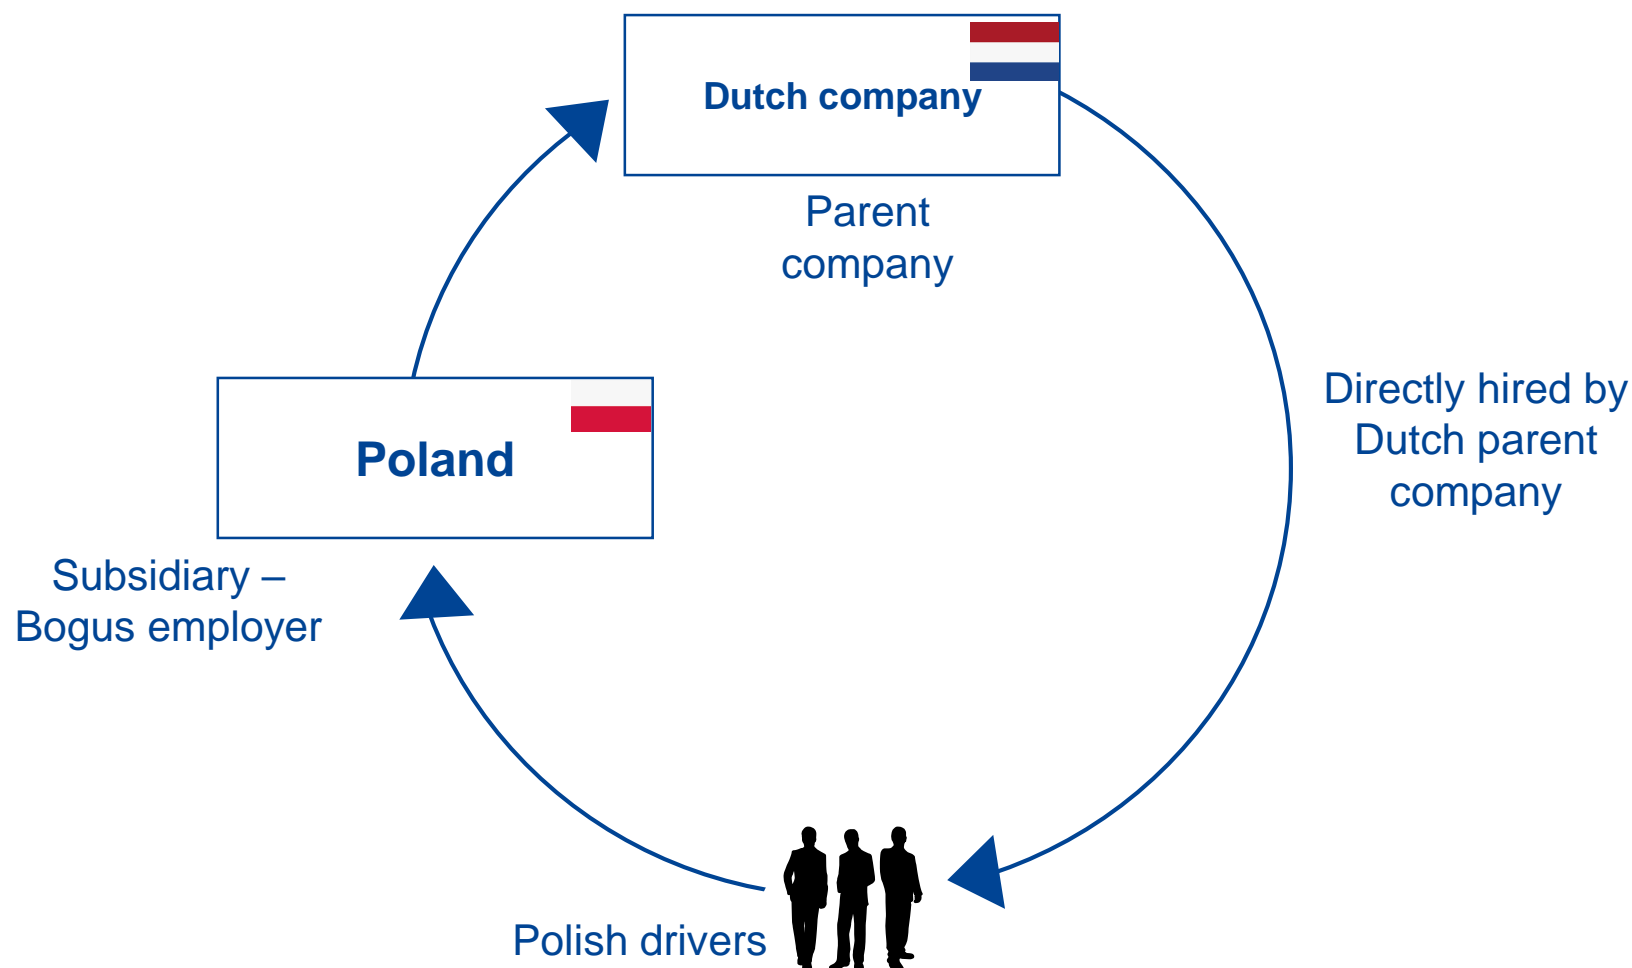 Dutch company
Parent
company
Directly hired by
Dutch parent
company
Poland
Subsidiary –
Bogus employer
Polish drivers